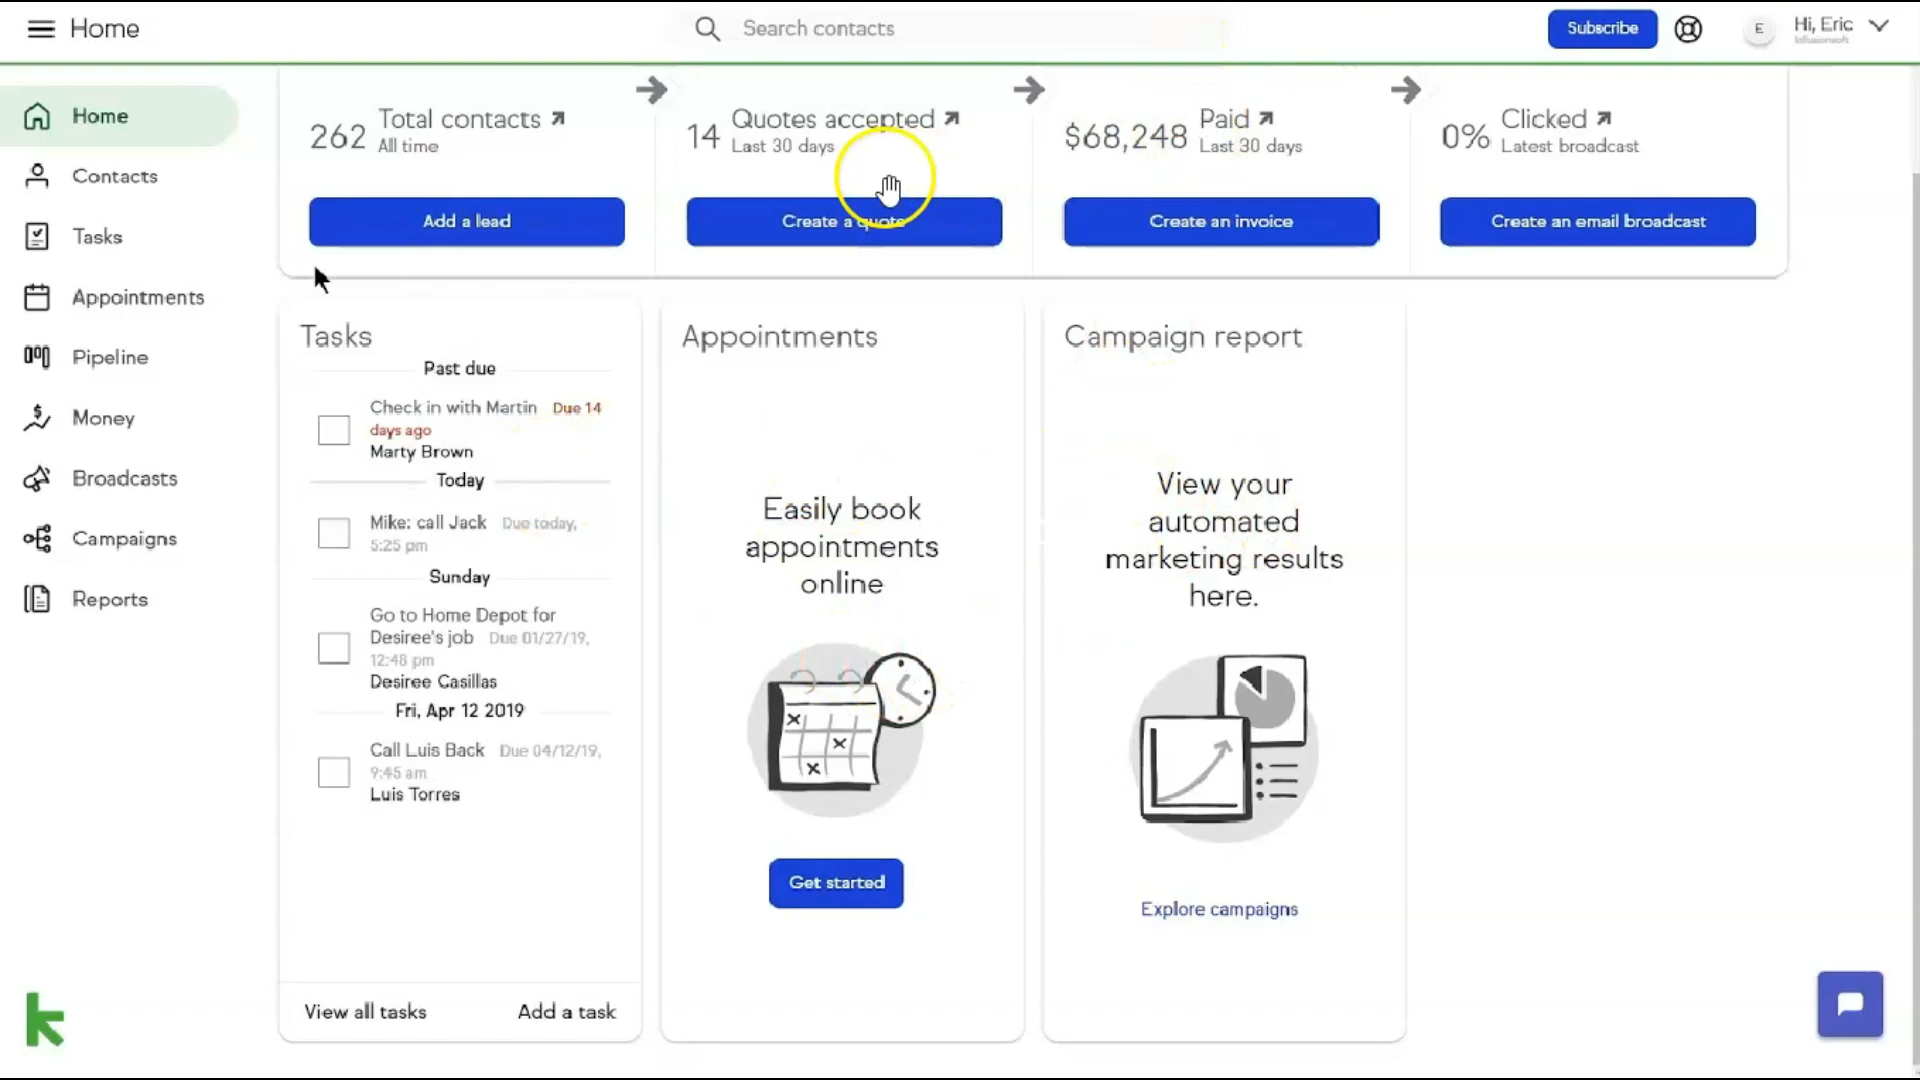 Home
Search contacts
Subscribe
E
Hi, Eric
Infusionsoft
Home
Contacts
Tasks
Appointments
Pipeline
Money
Broadcasts
Campaigns
Reports
262
Total contacts
All time
Add a lead
14
Quotes accepted
Last 30 days
Create a quote
$68,248
Paid
Last 30 days
Create an invoice
0%
Clicked
Latest broadcast
Create an email broadcast
Tasks
Past due
Check in with Martin Due 14
days ago
Marty Brown
Today
Mike: call Jack Due today,
5:25 pm
Sunday
Go to Home Depot for
Desiree's job Due 01/27/19,
12:48 pm
Desiree Casillas
Fri, Apr 12 2019
Call Luis Back Due 04/12/19,
9:45 am
Luis Torres
View all tasks
Add a task
Appointments
Easily book
appointments
online
Get started
Campaign report
View your
automated
marketing results
here.
Explore campaigns